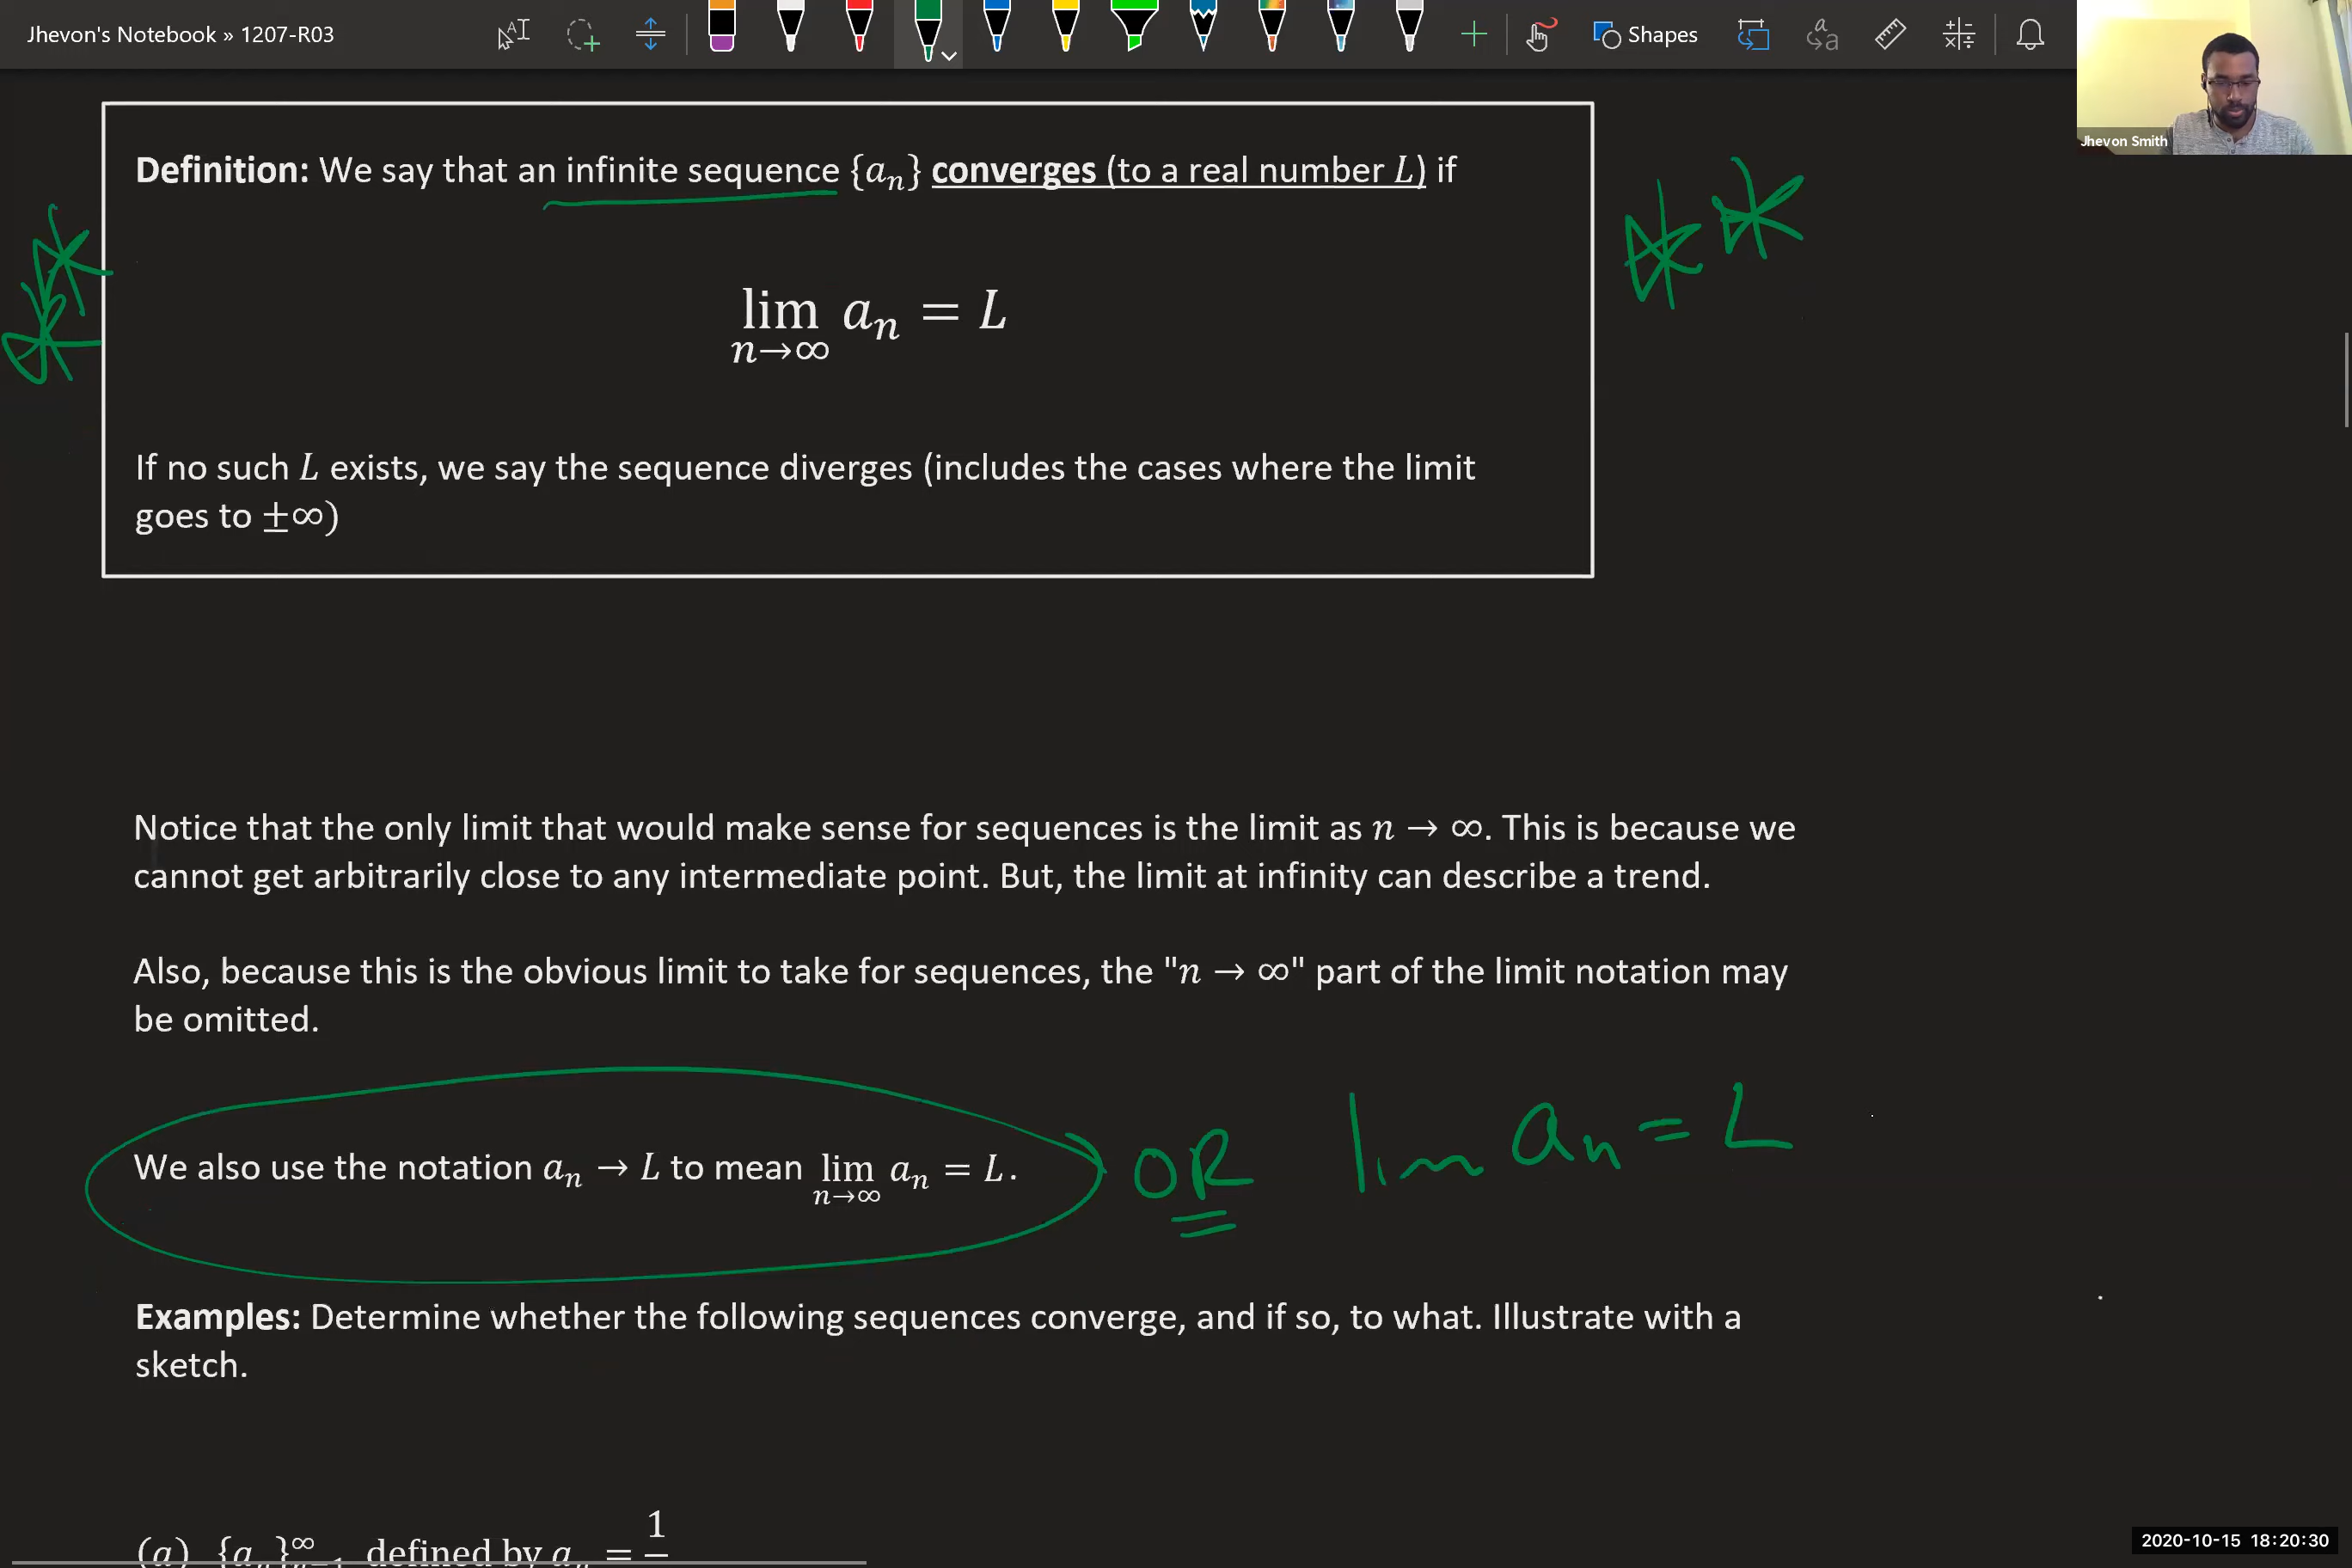 Jhevon's Notebook » 1207-R03
Shapes
Jhevon Smith
Definition: We say that an infinite sequence {aₙ} converges (to a real number L) if
lim aₙ = L
n→∞
If no such L exists, we say the sequence diverges (includes the cases where the limit
goes to ±∞)
Notice that the only limit that would make sense for sequences is the limit as n → ∞. This is because we
cannot get arbitrarily close to any intermediate point. But, the limit at infinity can describe a trend.
Also, because this is the obvious limit to take for sequences, the "n → ∞" part of the limit notation may
be omitted.
We also use the notation aₙ → L to mean lim aₙ = L. OR lim aₙ = L
n→∞
Examples: Determine whether the following sequences converge, and if so, to what. Illustrate with a
sketch.
1
(a) {aₙ}∞ defined by aₙ = —
2020-10-15 18:20:30